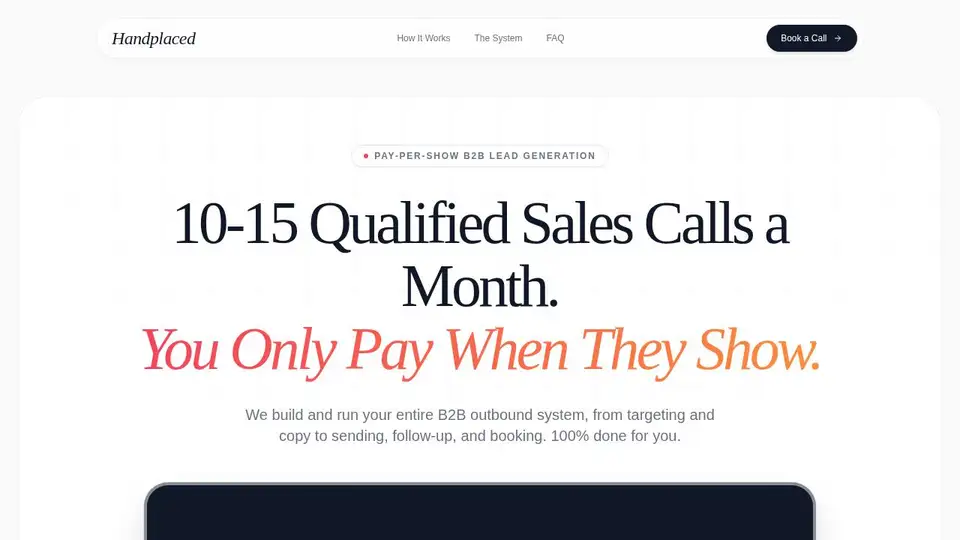 Handplaced
How It Works
The System
FAQ
Book a Call →
PAY-PER-SHOW B2B LEAD GENERATION
10-15 Qualified Sales Calls a
Month.
You Only Pay When They Show.
We build and run your entire B2B outbound system, from targeting and
copy to sending, follow-up, and booking. 100% done for you.